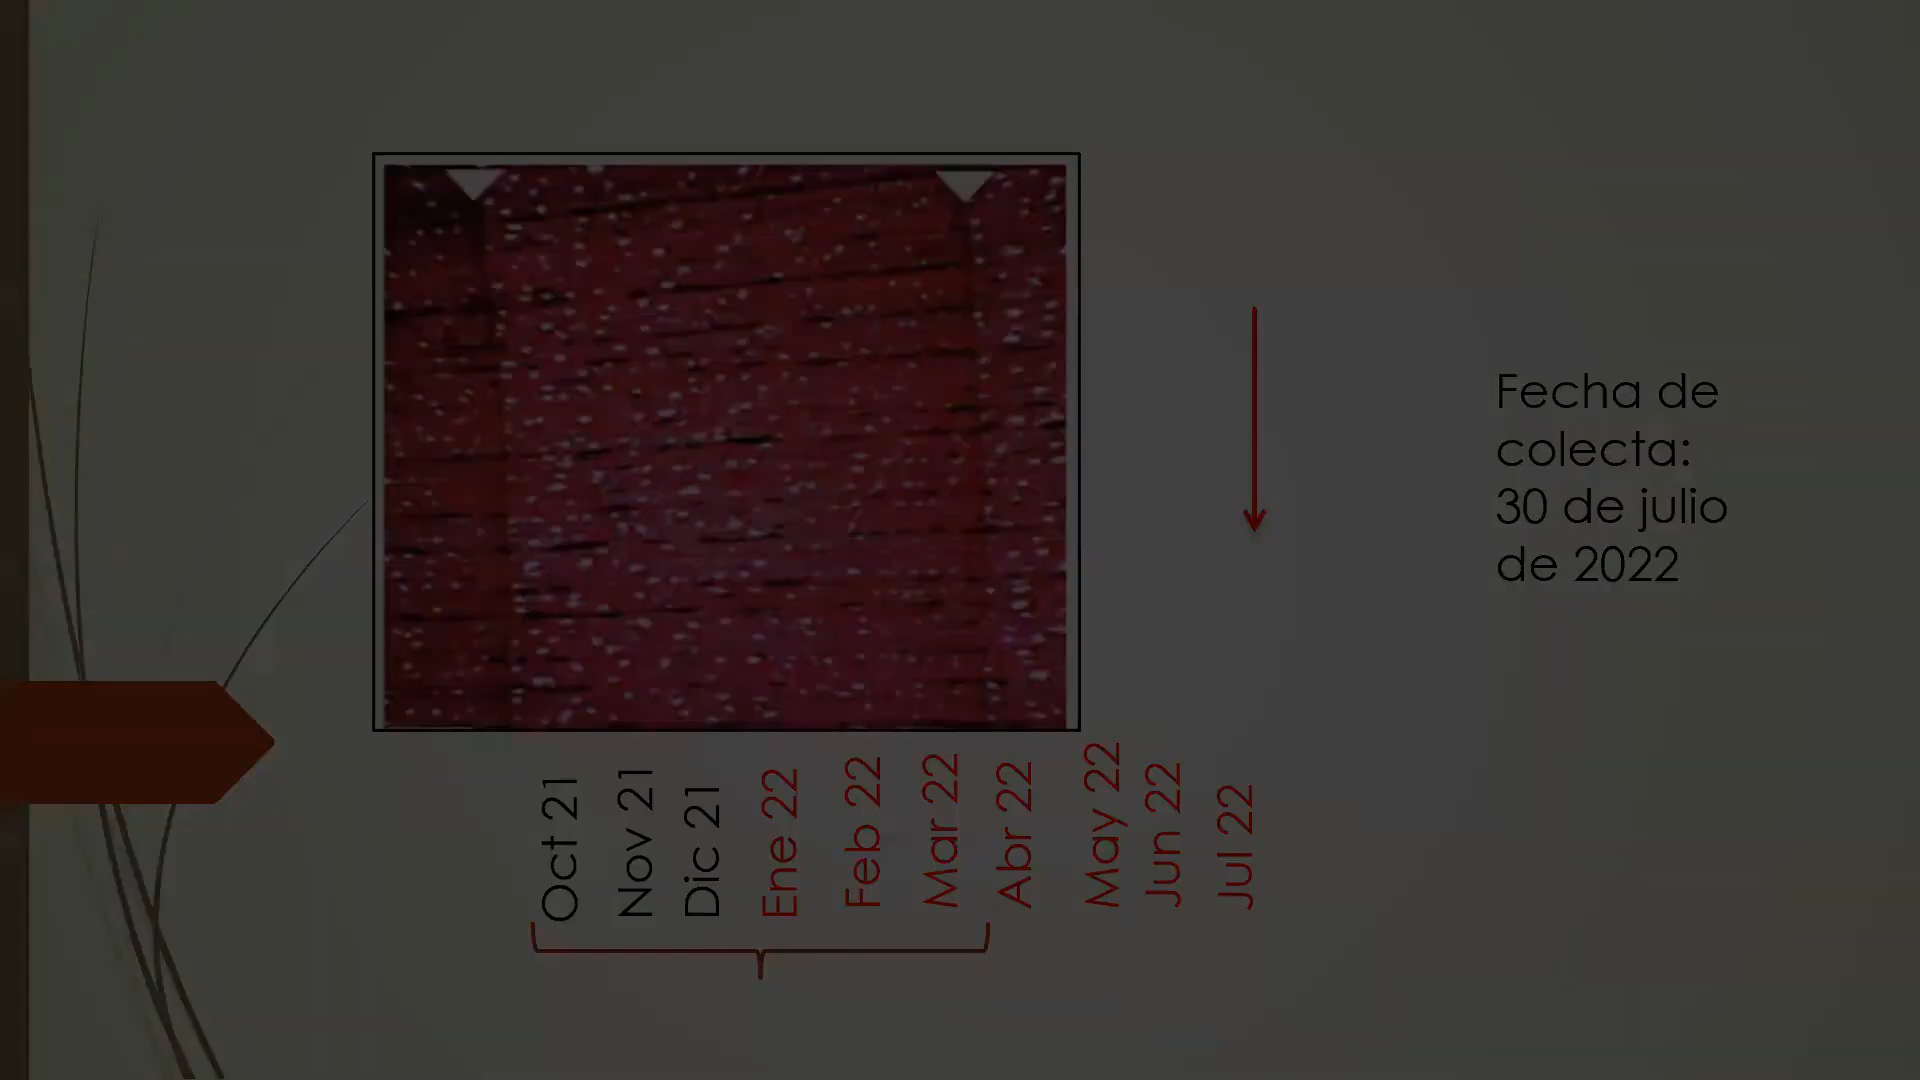 Fecha de
colecta:
30 de julio
de 2022
Oct 21
Nov 21
Dic 21
Ene 22
Feb 22
Mar 22
Abr 22
May 22
Jun 22
Jul 22